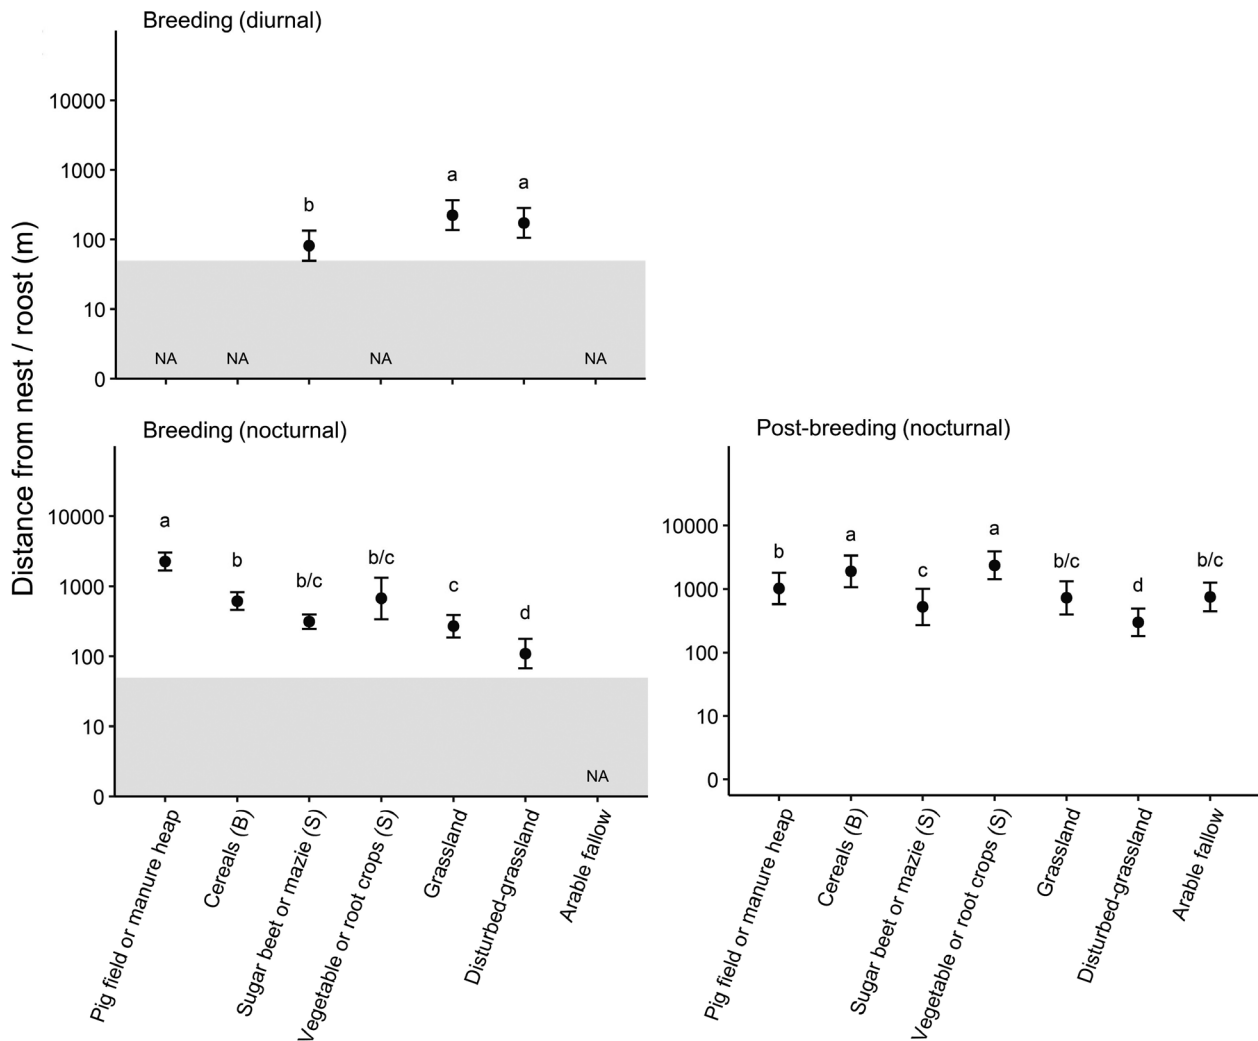 Breeding (diurnal)
Distance from nest / roost (m)
10000
1000
100
10
0
b
a
a
NA
NA
NA
NA
Breeding (nocturnal)
10000
1000
100
10
0
a
b
b/c
b/c
c
d
NA
Pig field or manure heap
Cereals (B)
Sugar beet or mazie (S)
Vegetable or root crops (S)
Grassland
Disturbed-grassland
Arable fallow
Post-breeding (nocturnal)
10000
1000
100
10
0
b
a
c
a
b/c
d
b/c
Pig field or manure heap
Cereals (B)
Sugar beet or mazie (S)
Vegetable or root crops (S)
Grassland
Disturbed-grassland
Arable fallow